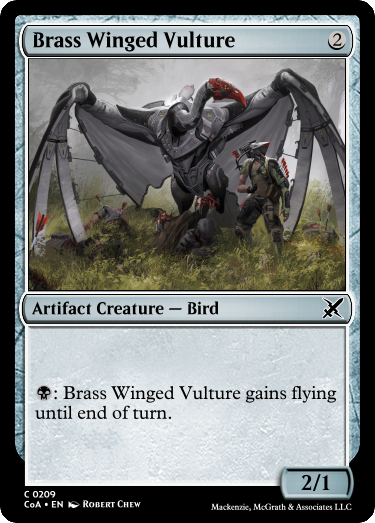 Brass Winged Vulture 2
Artifact Creature — Bird
: Brass Winged Vulture gains flying
until end of turn.
2/1
C 0209
CoA • EN Robert Chew
Mackenzie, McGrath & Associates LLC